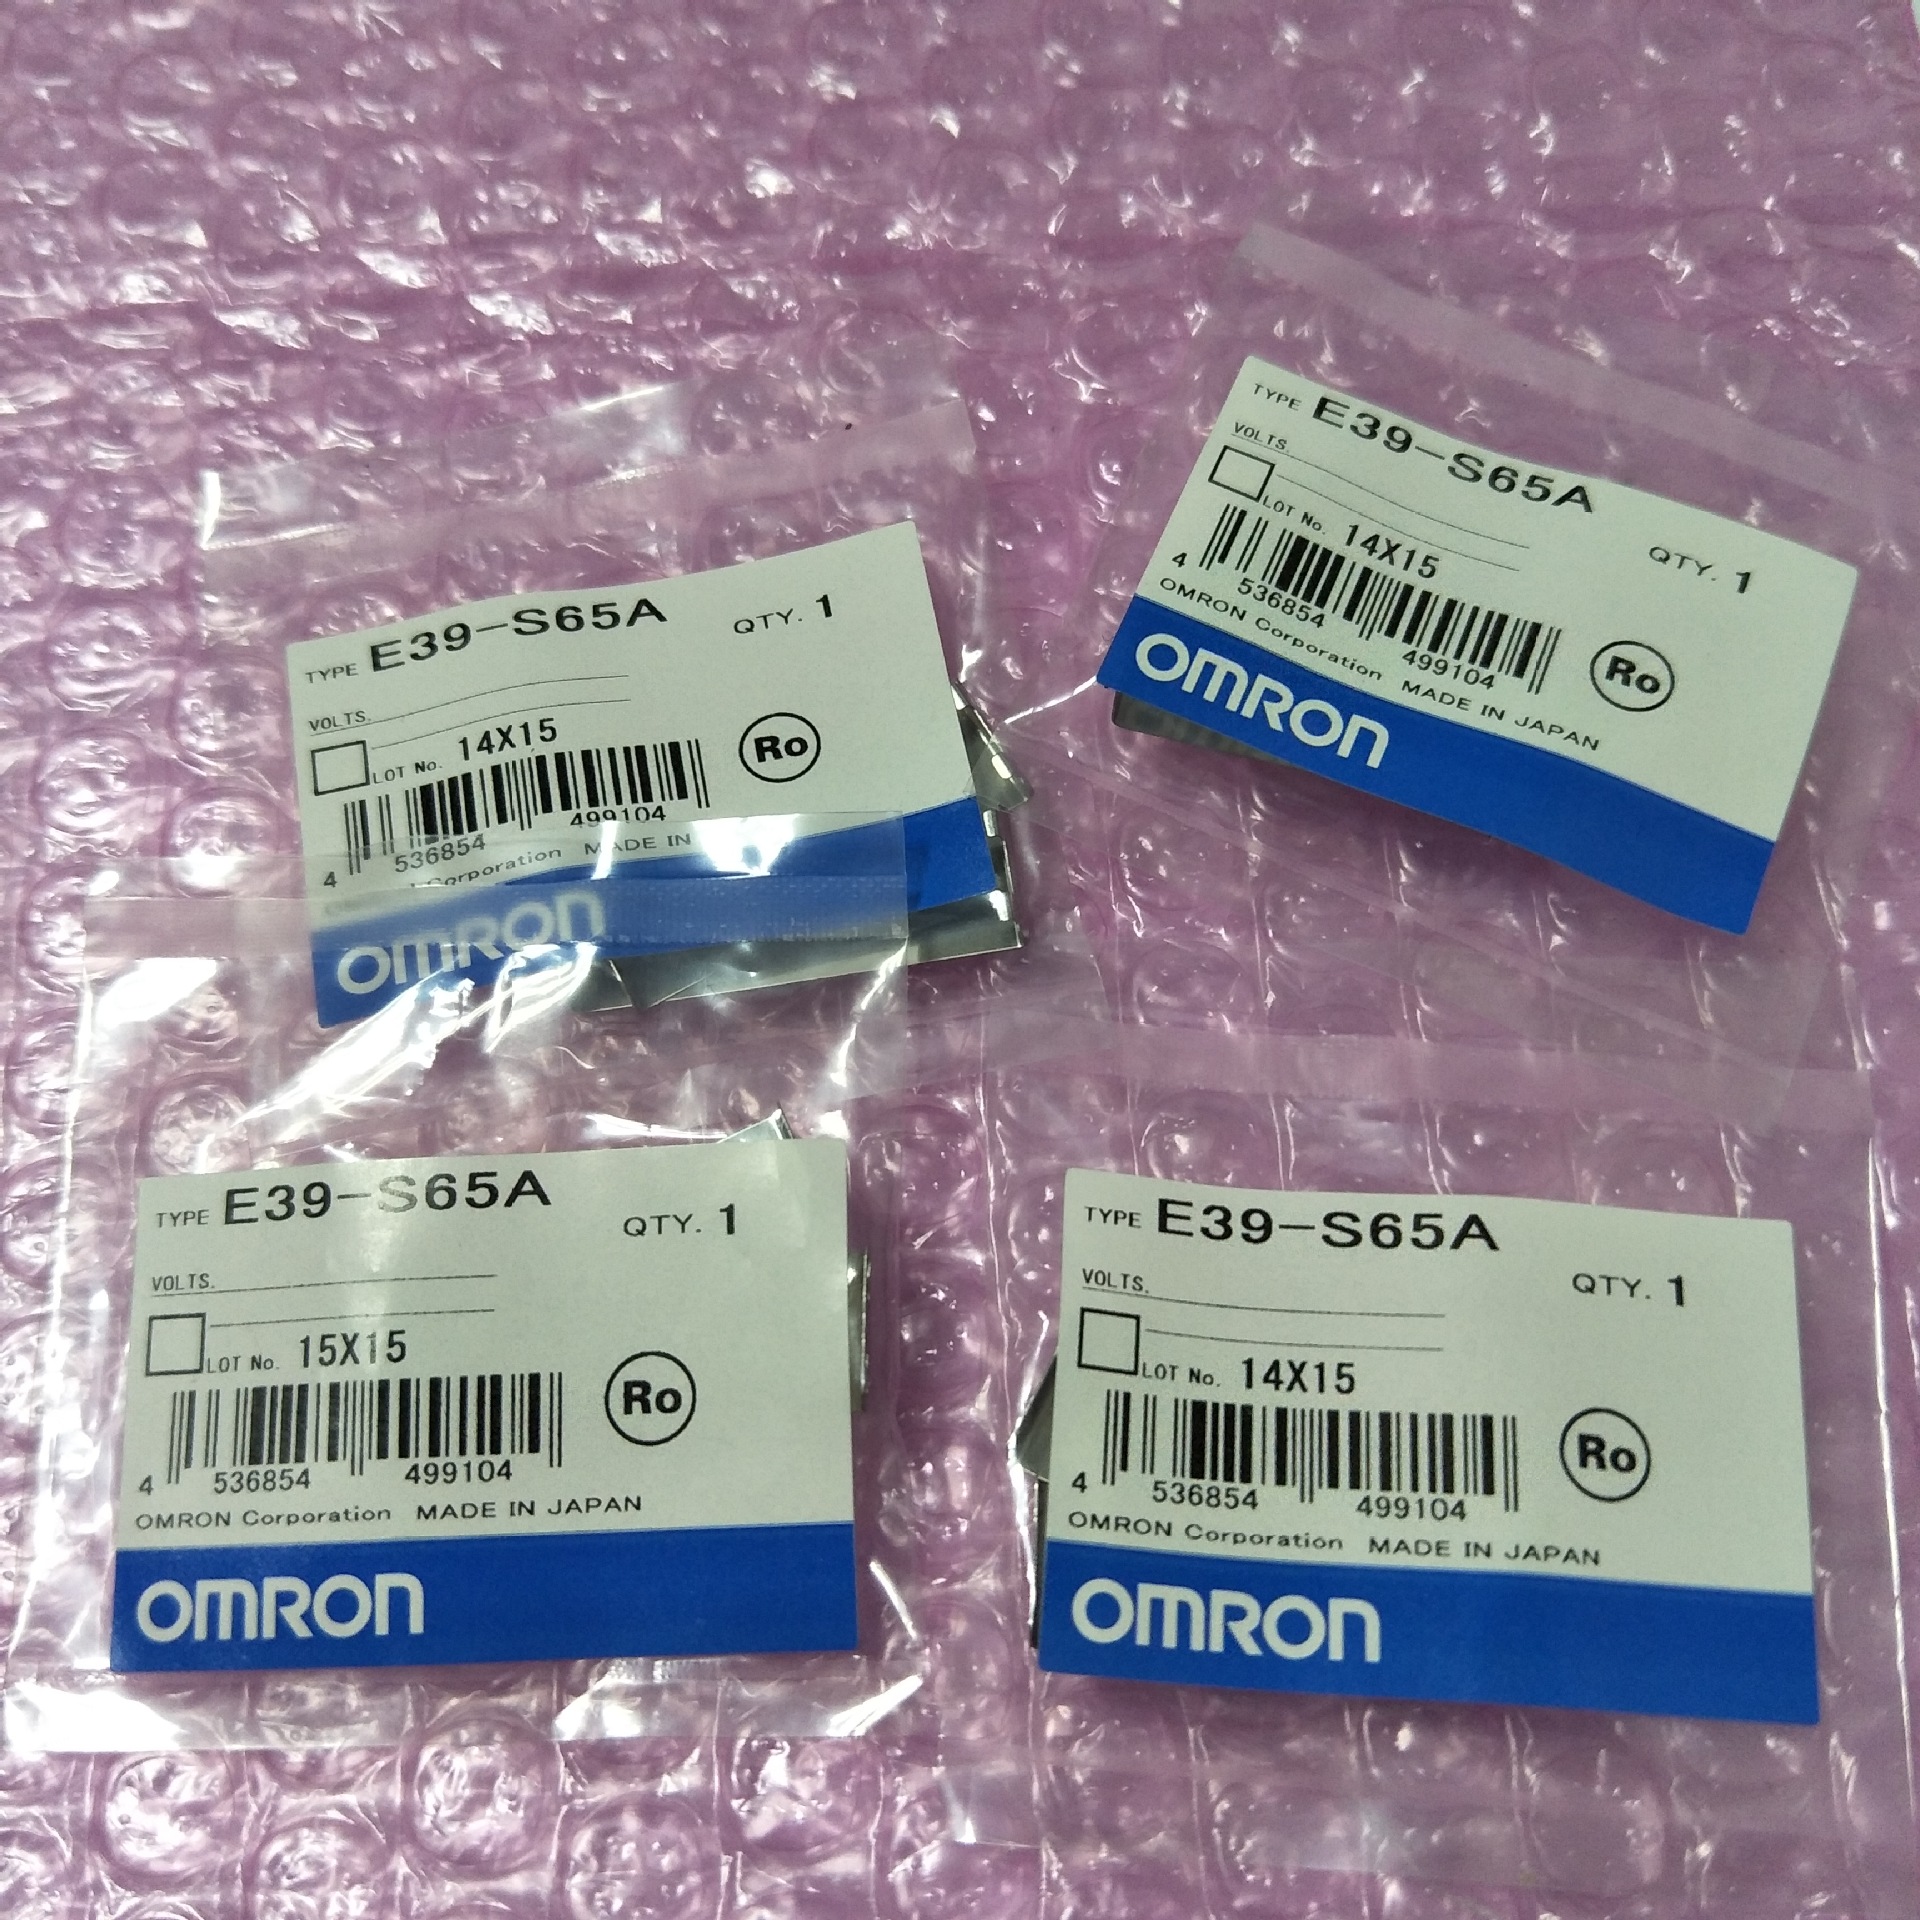 TYPE E39-S65A
QTY. 1
VOLTS.
LOT No. 14X15
Ro
4 536854 499104
Corporation MADE IN
OMRON
TYPE E39-S65A
VOLTS.
QTY. 1
LOT No. 14X15
4 536854 499104
Ro
OMRON Corporation MADE IN JAPAN
OMRON
TYPE E39-S65A
QTY. 1
VOLTS.
LOT No. 15X15
Ro
4 536854 499104
OMRON Corporation MADE IN JAPAN
OMRON
TYPE E39-S65A
QTY. 1
VOLTS.
LOT No. 14X15
Ro
4 536854 499104
OMRON Corporation MADE IN JAPAN
OMRON